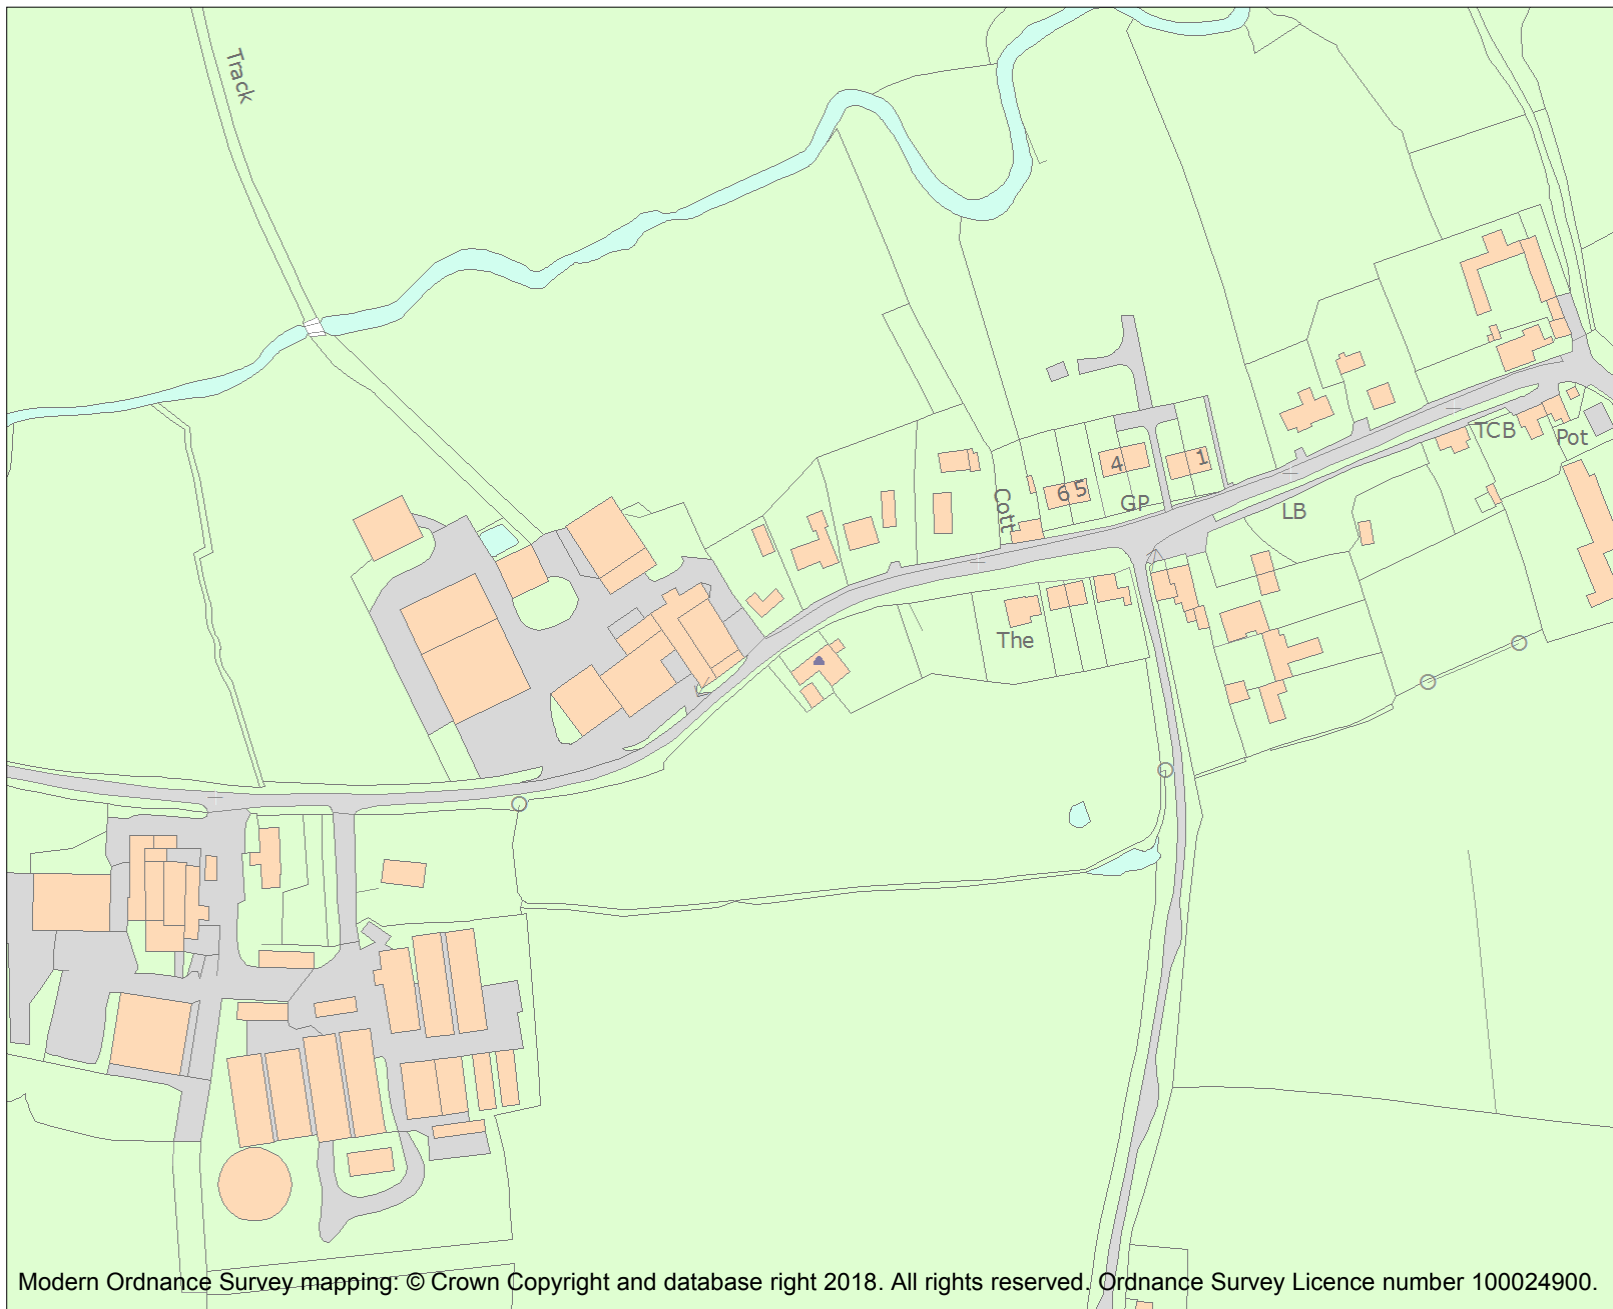 Track
Cott
6
5
4
1
GP
LB
TCB
Pot
The
Modern Ordnance Survey mapping: © Crown Copyright and database right 2018. All rights reserved. Ordnance Survey Licence number 100024900.